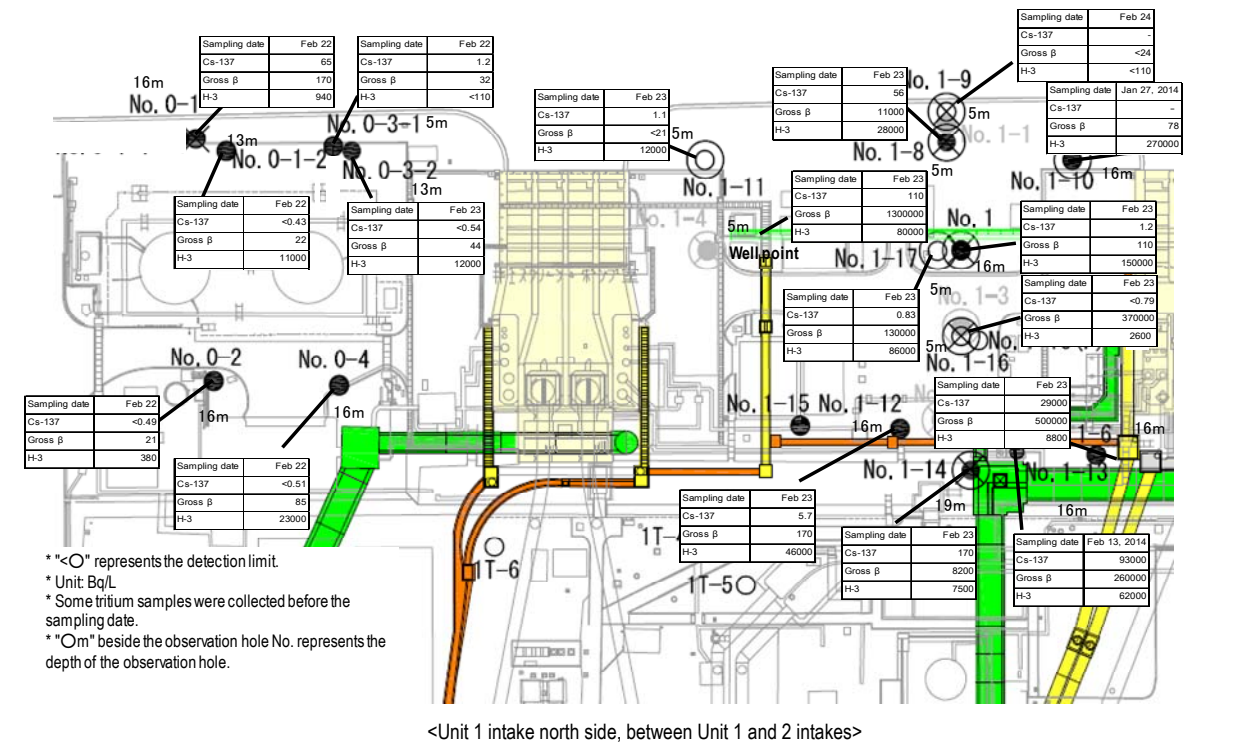 Sampling date Feb 22
Cs-137 65
Gross β 170
H-3 940
Sampling date Feb 22
Cs-137 1.2
Gross β 32
H-3 <110
Sampling date Feb 24
Cs-137 -
Gross β <24
H-3 <110
Sampling date Feb 23
Cs-137 56
Gross β 11000
H-3 28000
Sampling date Jan 27, 2014
Cs-137 -
Gross β 78
H-3 270000
Sampling date Feb 23
Cs-137 1.1
Gross β <21
H-3 12000
16m
No. 0-1
13m
No. 0-1-2
No. 0-3-1 5m
No. 0-3-2
13m
5m
No. 1-11
No. 1-9
5m
No. 1-1
No. 1-8
5m
No. 1-10
16m
Sampling date Feb 22
Cs-137 <0.43
Gross β 22
H-3 11000
Sampling date Feb 23
Cs-137 <0.54
Gross β 44
H-3 12000
Sampling date Feb 23
Cs-137 110
Gross β 1300000
H-3 80000
Sampling date Feb 23
Cs-137 1.2
Gross β 110
H-3 150000
No. 1-4
5m
Well point
No. 1
No. 1-17
16m
5m
No. 1-3
Sampling date Feb 23
Cs-137 0.83
Gross β 130000
H-3 86000
Sampling date Feb 23
Cs-137 <0.79
Gross β 370000
H-3 2600
5m
No. 1-16
No. 0-2
16m
No. 0-4
16m
Sampling date Feb 22
Cs-137 <0.49
Gross β 21
H-3 380
Sampling date Feb 22
Cs-137 <0.51
Gross β 85
H-3 23000
Sampling date Feb 23
Cs-137 29000
Gross β 500000
H-3 8800
No. 1-15
No. 1-12
16m
1-6
16m
No. 1-14
19m
No. 1-13
16m
Sampling date Feb 23
Cs-137 5.7
Gross β 170
H-3 46000
Sampling date Feb 23
Cs-137 170
Gross β 8200
H-3 7500
Sampling date Feb 13, 2014
Cs-137 93000
Gross β 260000
H-3 62000
1T-6
1T-5
* "<○" represents the detection limit.
* Unit: Bq/L
* Some tritium samples were collected before the
sampling date.
* "○m" beside the observation hole No. represents the
depth of the observation hole.
<Unit 1 intake north side, between Unit 1 and 2 intakes>